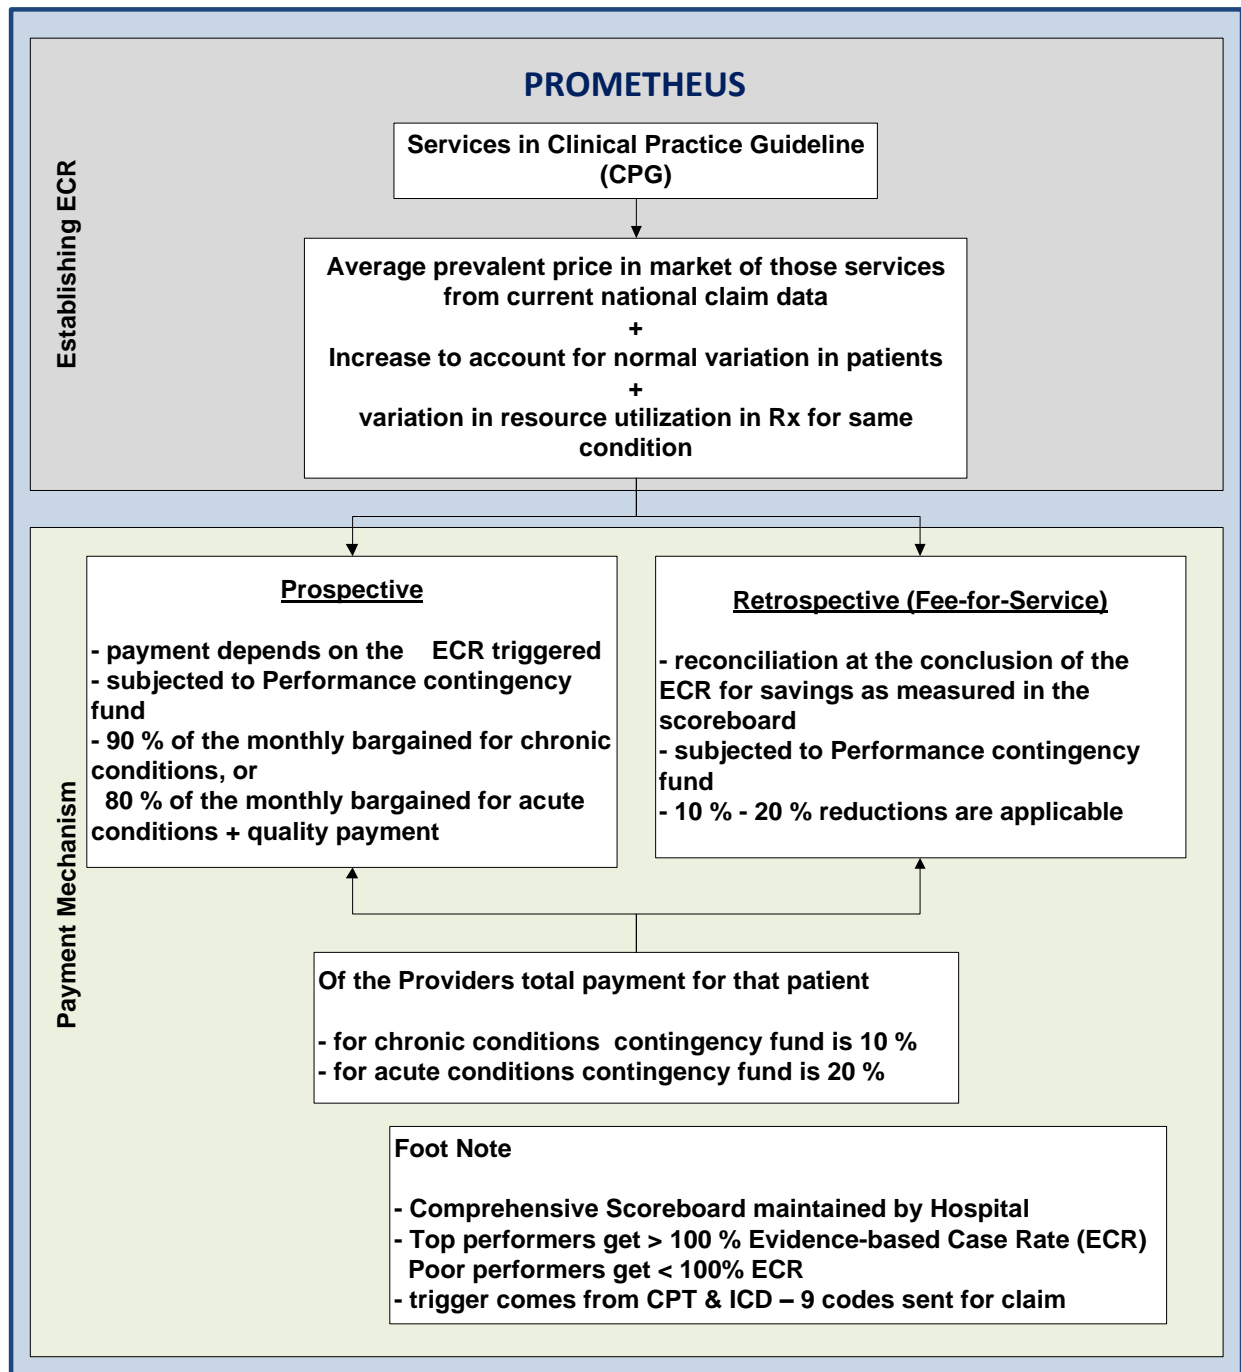 PROMETHEUS
Establishing ECR
Services in Clinical Practice Guideline
(CPG)
Average prevalent price in market of those services
from current national claim data
+
Increase to account for normal variation in patients
+
variation in resource utilization in Rx for same
condition
Payment Mechanism
Prospective
- payment depends on the ECR triggered
- subjected to Performance contingency
fund
- 90 % of the monthly bargained for chronic
conditions, or
80 % of the monthly bargained for acute
conditions + quality payment
Retrospective (Fee-for-Service)
- reconciliation at the conclusion of the
ECR for savings as measured in the
scoreboard
- subjected to Performance contingency
fund
- 10 % - 20 % reductions are applicable
Of the Providers total payment for that patient
- for chronic conditions contingency fund is 10 %
- for acute conditions contingency fund is 20 %
Foot Note
- Comprehensive Scoreboard maintained by Hospital
- Top performers get > 100 % Evidence-based Case Rate (ECR)
Poor performers get < 100% ECR
- trigger comes from CPT & ICD – 9 codes sent for claim